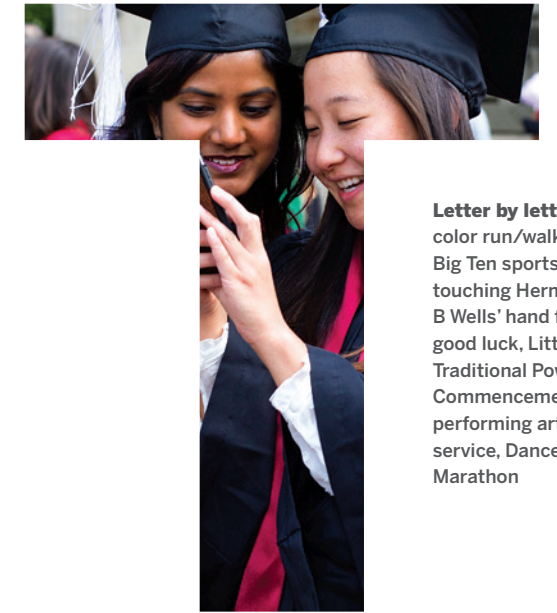 Letter by lett
color run/walk
Big Ten sports
touching Herm
B Wells' hand
good luck, Litt
Traditional Pow
Commenceme
performing art
service, Dance
Marathon